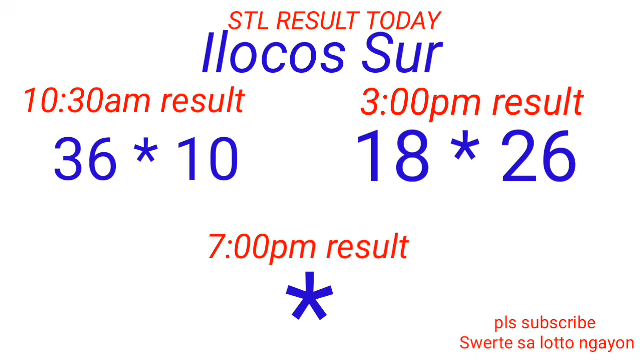 STL RESULT TODAY
Ilocos Sur
10:30am result
3:00pm result
36 * 10
18 * 26
7:00pm result
*
pls subscribe
Swerte sa lotto ngayon